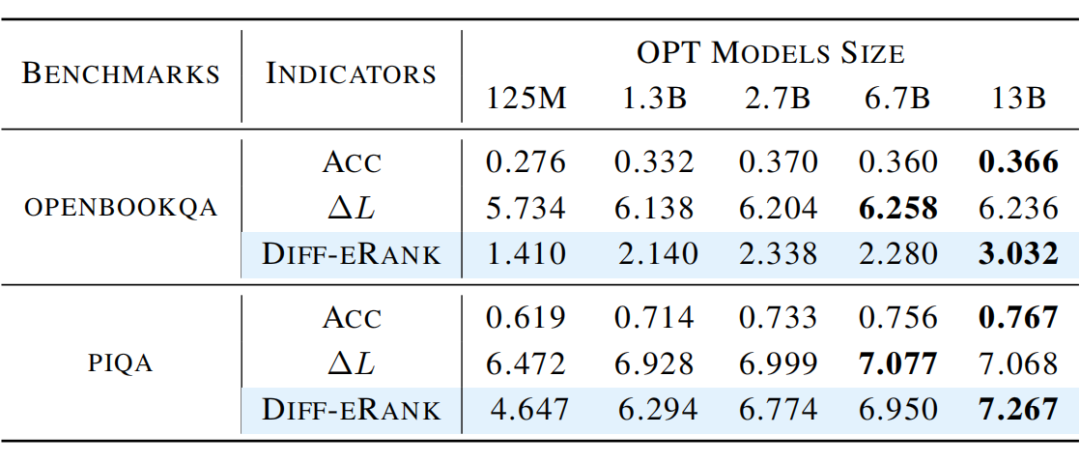 BENCHMARKS INDICATORS OPT MODELS SIZE
125M 1.3B 2.7B 6.7B 13B
OPENBOOKQA ACC 0.276 0.332 0.370 0.360 0.366
ΔL 5.734 6.138 6.204 6.258 6.236
DIFF-ERANK 1.410 2.140 2.338 2.280 3.032
PIQA ACC 0.619 0.714 0.733 0.756 0.767
ΔL 6.472 6.928 6.999 7.077 7.068
DIFF-ERANK 4.647 6.294 6.774 6.950 7.267